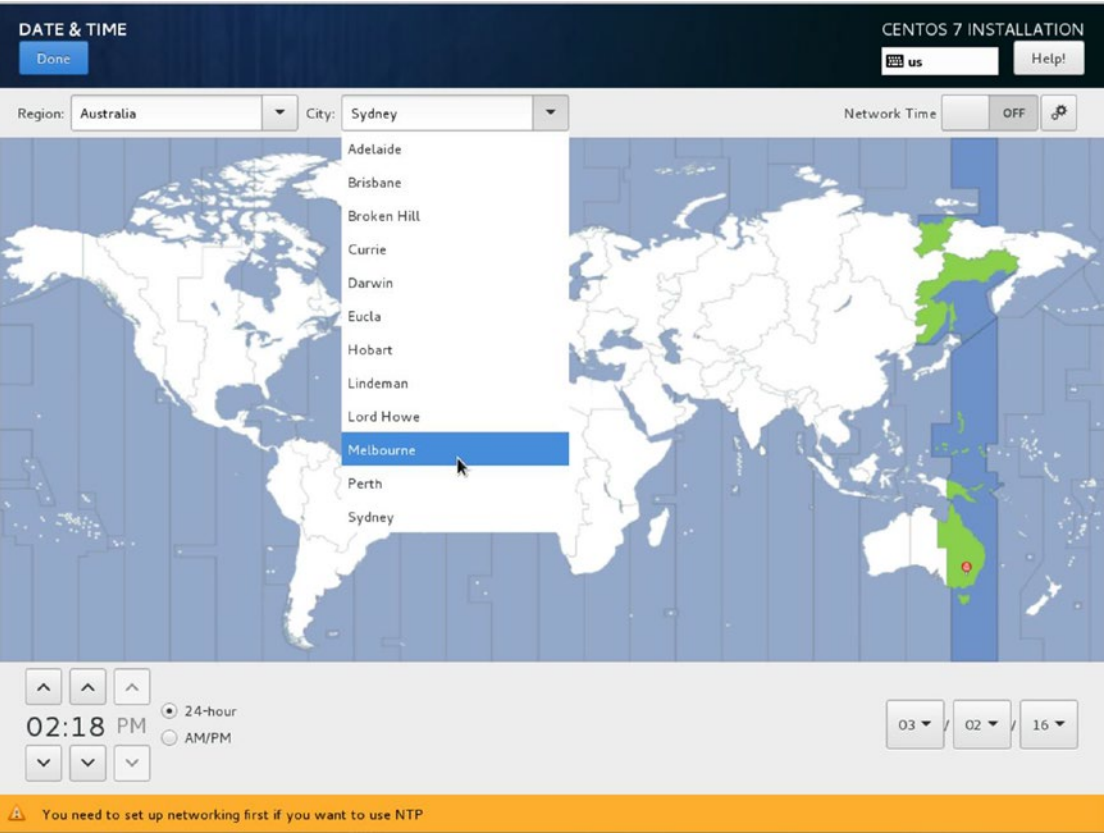 DATE & TIME
CENTOS 7 INSTALLATION
Done
us
Help!
Region: Australia City: Sydney Network Time OFF
Adelaide
Brisbane
Broken Hill
Currie
Darwin
Eucla
Hobart
Lindeman
Lord Howe
Melbourne
Perth
Sydney
24-hour
02:18 PM
AM/PM
03 / 02 / 16
You need to set up networking first if you want to use NTP